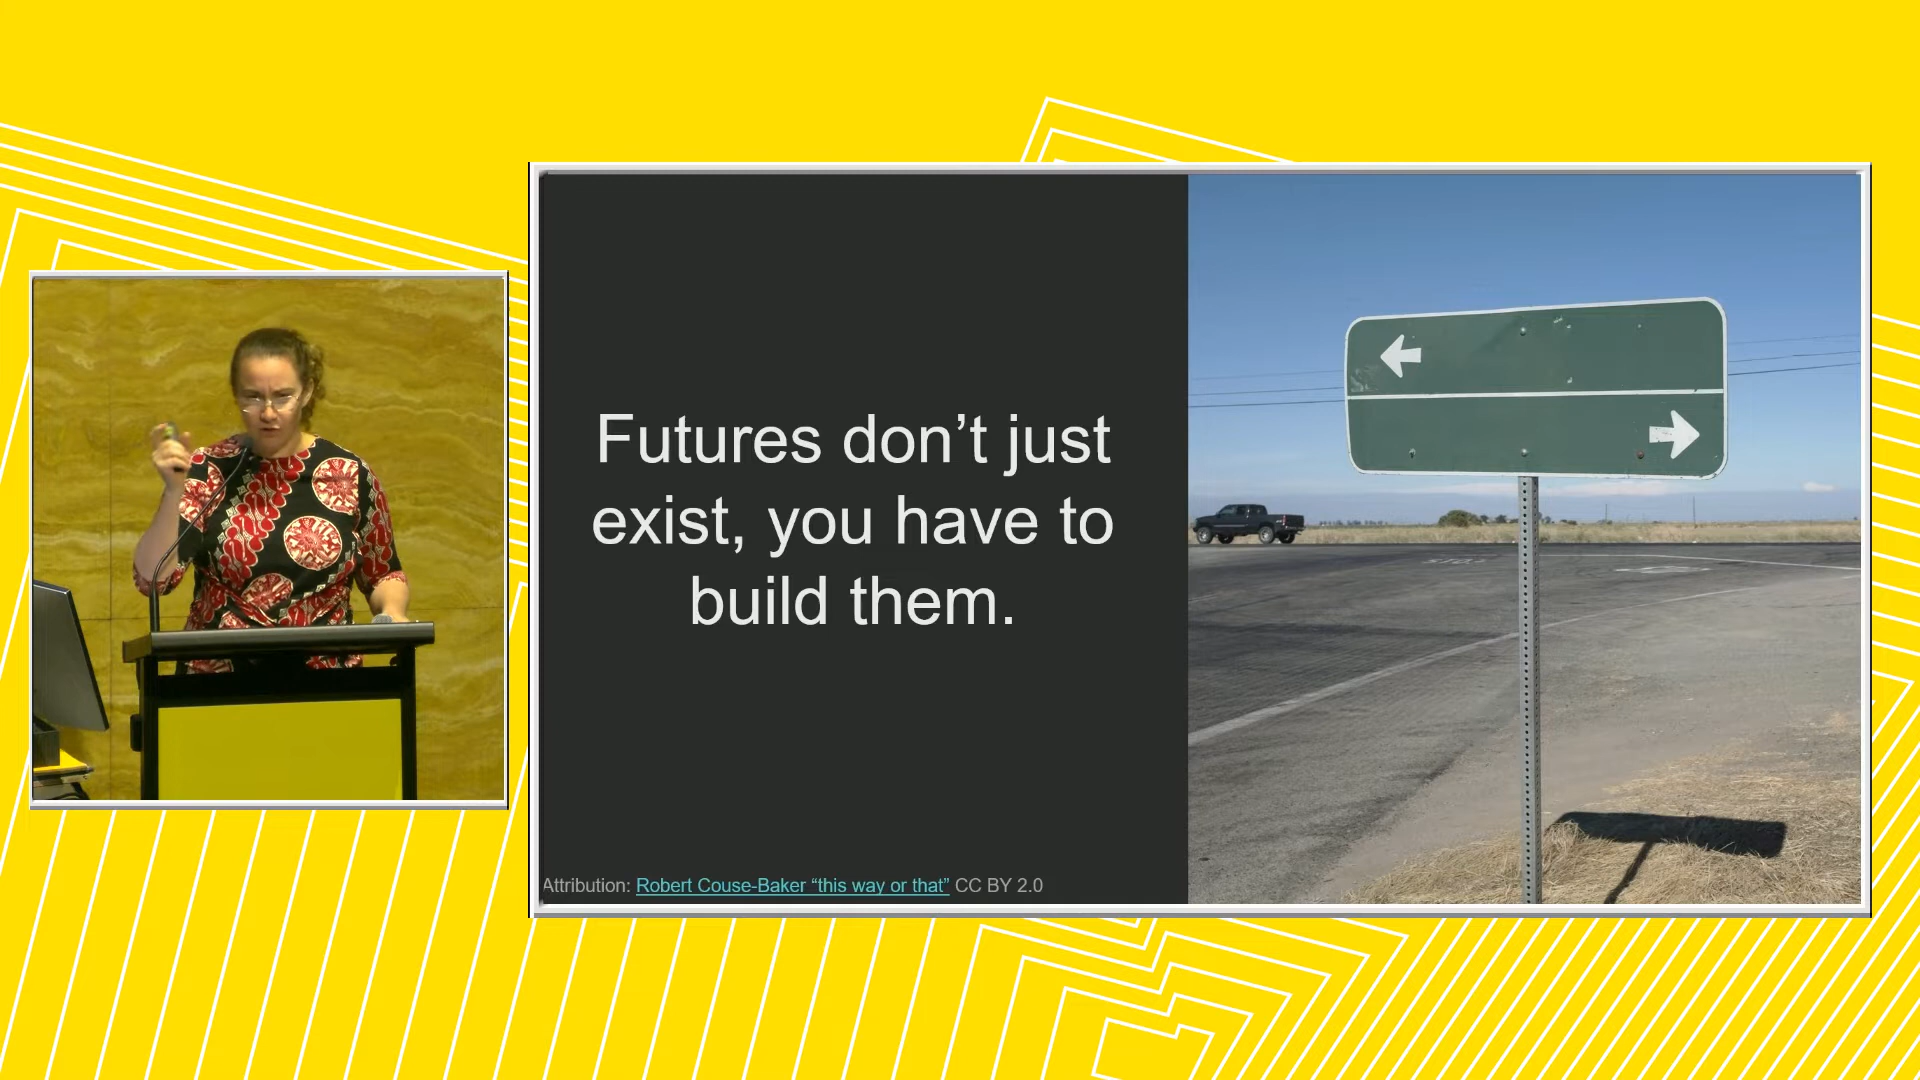 Futures don’t just
exist, you have to
build them.
Attribution: Robert Couse-Baker “this way or that” CC BY 2.0